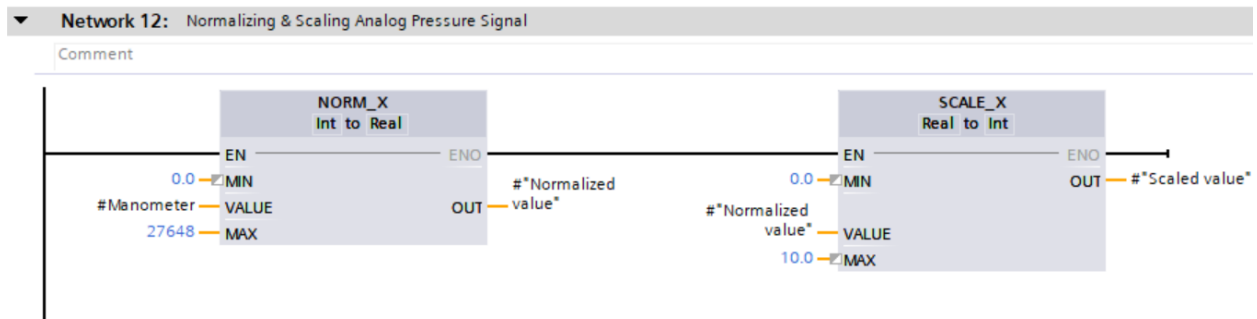 Network 12: Normalizing & Scaling Analog Pressure Signal
Comment
NORM_X
Int to Real
EN
ENO
0.0
MIN
#Manometer
VALUE
OUT
#"Normalized
value"
27648
MAX
SCALE_X
Real to Int
EN
ENO
0.0
MIN
OUT
#"Scaled value"
#"Normalized
value"
VALUE
10.0
MAX